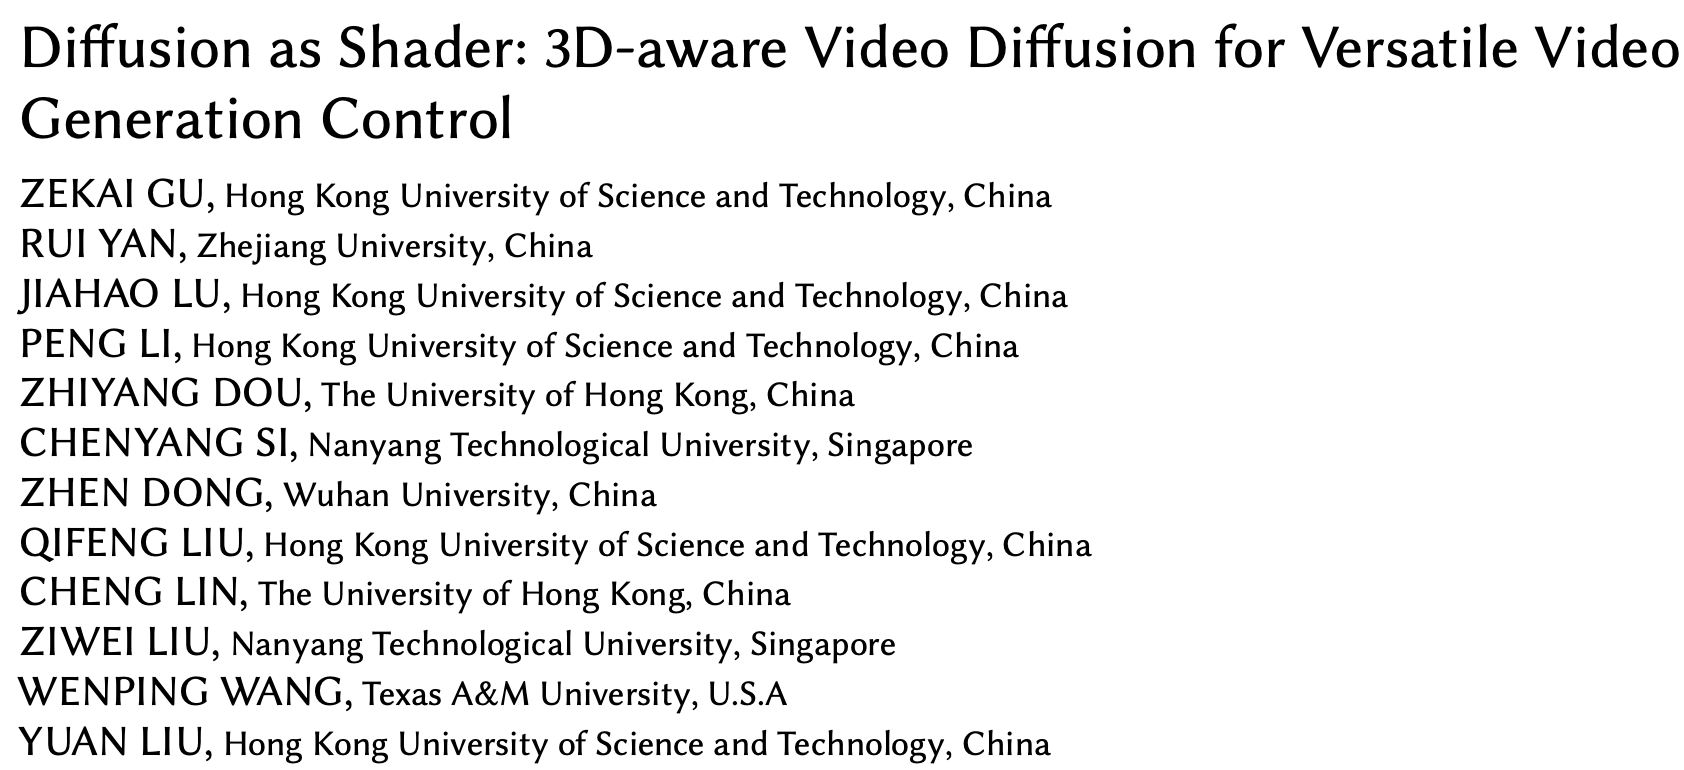 Diffusion as Shader: 3D-aware Video Diffusion for Versatile Video
Generation Control
ZEKAI GU, Hong Kong University of Science and Technology, China
RUI YAN, Zhejiang University, China
JIAHAO LU, Hong Kong University of Science and Technology, China
PENG LI, Hong Kong University of Science and Technology, China
ZHIYANG DOU, The University of Hong Kong, China
CHENYANG SI, Nanyang Technological University, Singapore
ZHEN DONG, Wuhan University, China
QIFENG LIU, Hong Kong University of Science and Technology, China
CHENG LIN, The University of Hong Kong, China
ZIWEI LIU, Nanyang Technological University, Singapore
WENPING WANG, Texas A&M University, U.S.A
YUAN LIU, Hong Kong University of Science and Technology, China